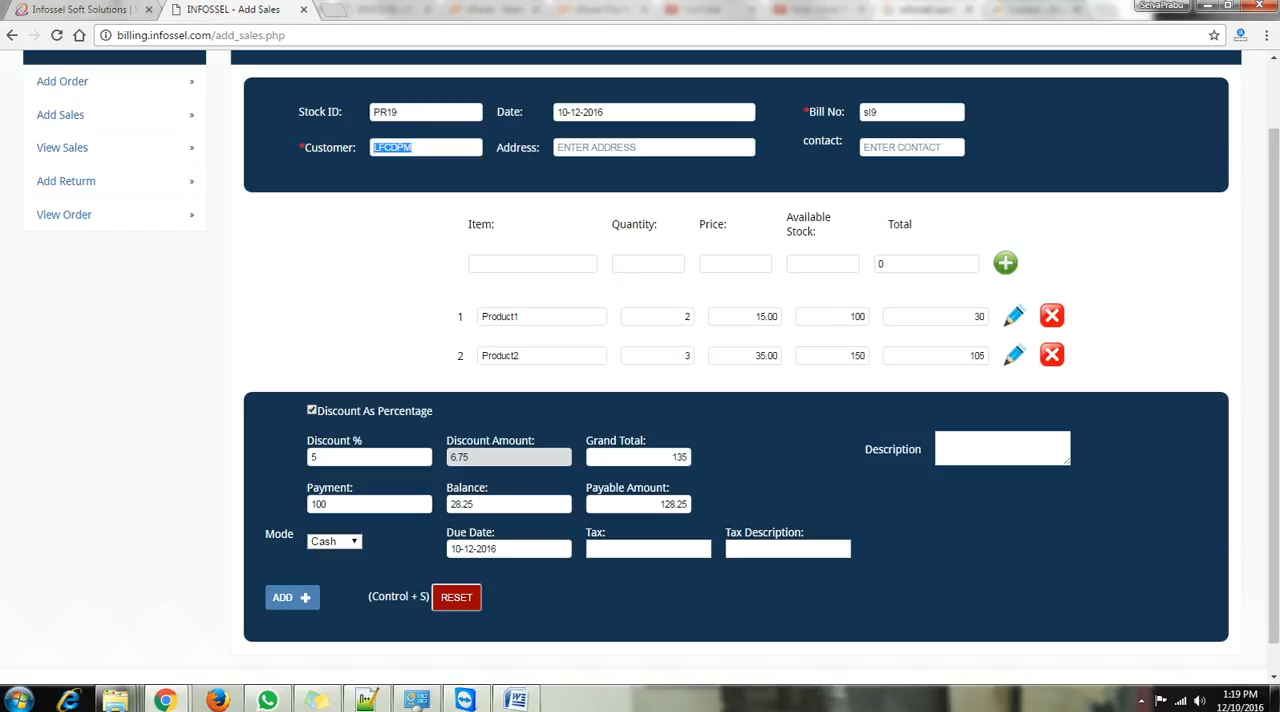 Infossel Soft Solutions |
INFOSSEL - Add Sales
SelvaPrabu
billing.infossel.com/add_sales.php
Add Order »
Add Sales »
View Sales »
Add Returm »
View Order »
Stock ID: PR19 Date: 10-12-2016 *Bill No: sl9
*Customer: LFCDPM Address: ENTER ADDRESS contact: ENTER CONTACT
Item: Quantity: Price: Available Stock: Total
0
1 Product1 2 15.00 100 30
2 Product2 3 35.00 150 105
Discount As Percentage
Discount % Discount Amount: Grand Total:
5 6.75 135
Description
Payment: Balance: Payable Amount:
100 28.25 128.25
Mode Cash
Due Date: Tax: Tax Description:
10-12-2016
ADD (Control + S) RESET
1:19 PM
12/10/2016